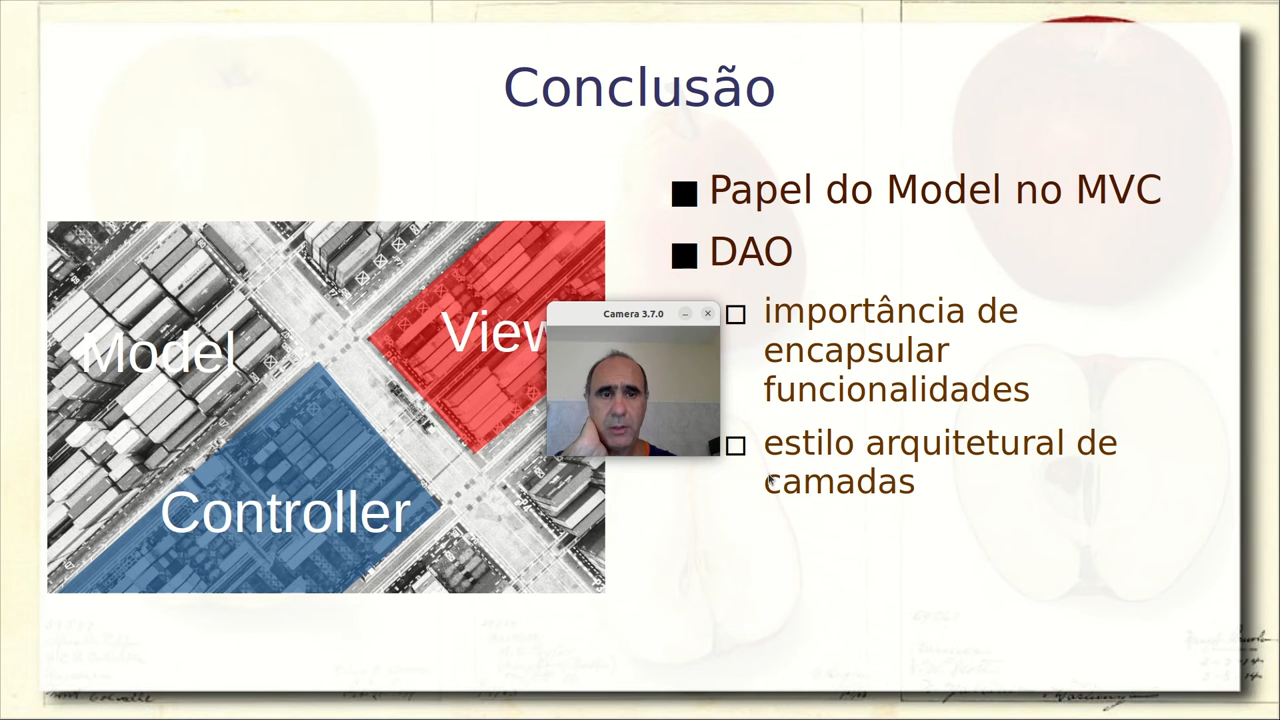 Conclusão
Papel do Model no MVC
DAO
importância de
encapsular
funcionalidades
estilo arquitetural de
camadas
Model
View
Controller
Camera 3.7.0